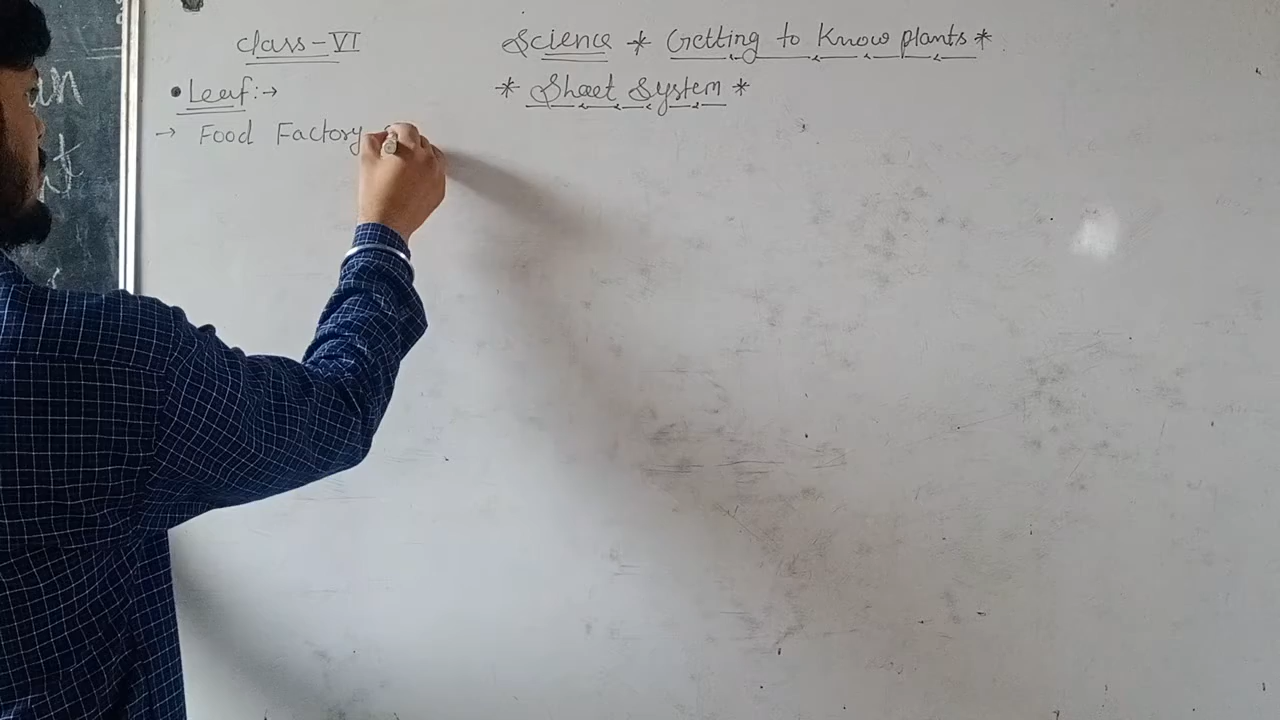 class-VI
Science * Getting to Know plants *
* Shoot System *
• Leaf:→
→ Food Factory